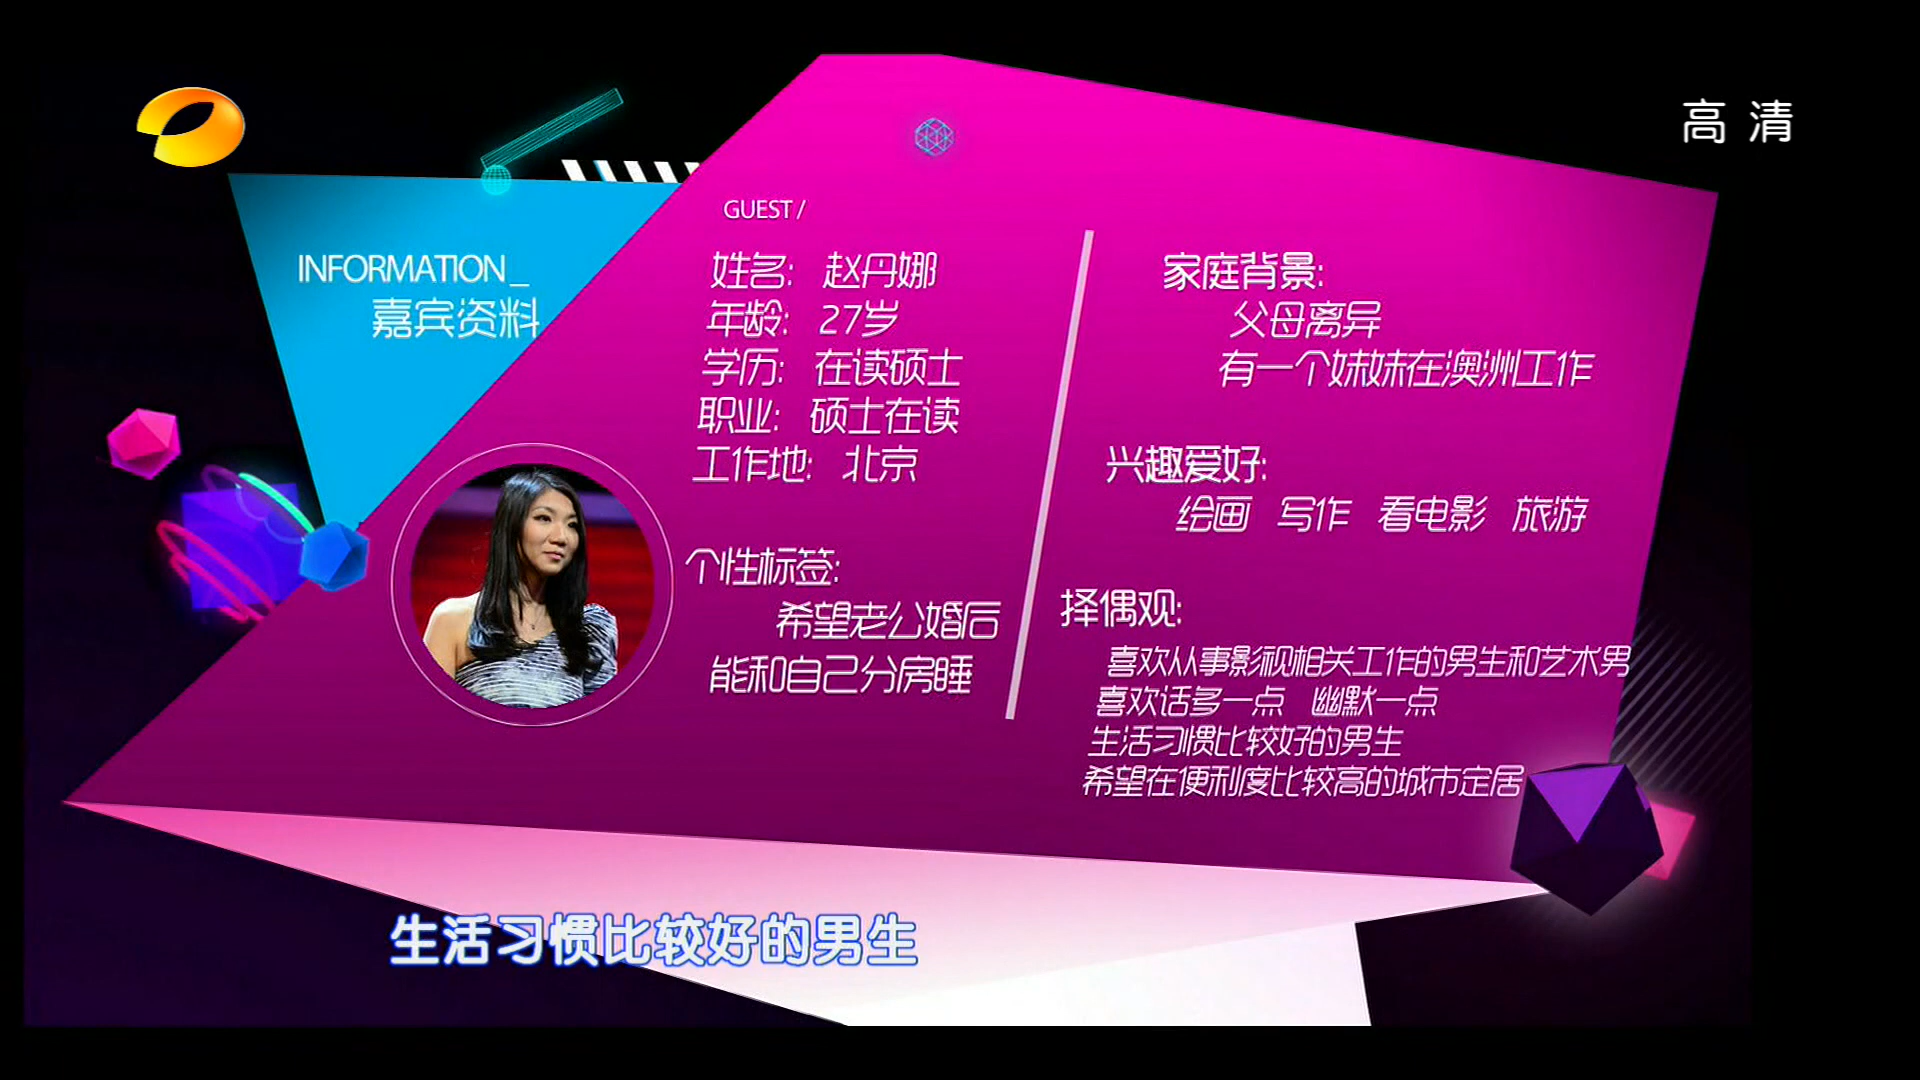 高 清
INFORMATION_
嘉宾资料
GUEST /
姓名: 赵丹娜
年龄: 27岁
学历: 在读硕士
职业: 硕士在读
工作地: 北京
个性标签:
希望老公婚后
能和自己分房睡
家庭背景:
父母离异
有一个妹妹在澳洲工作
兴趣爱好:
绘画 写作 看电影 旅游
择偶观:
喜欢从事影视相关工作的男生和艺术男
喜欢话多一点 幽默一点
生活习惯比较好的男生
希望在便利度比较高的城市定居
生活习惯比较好的男生